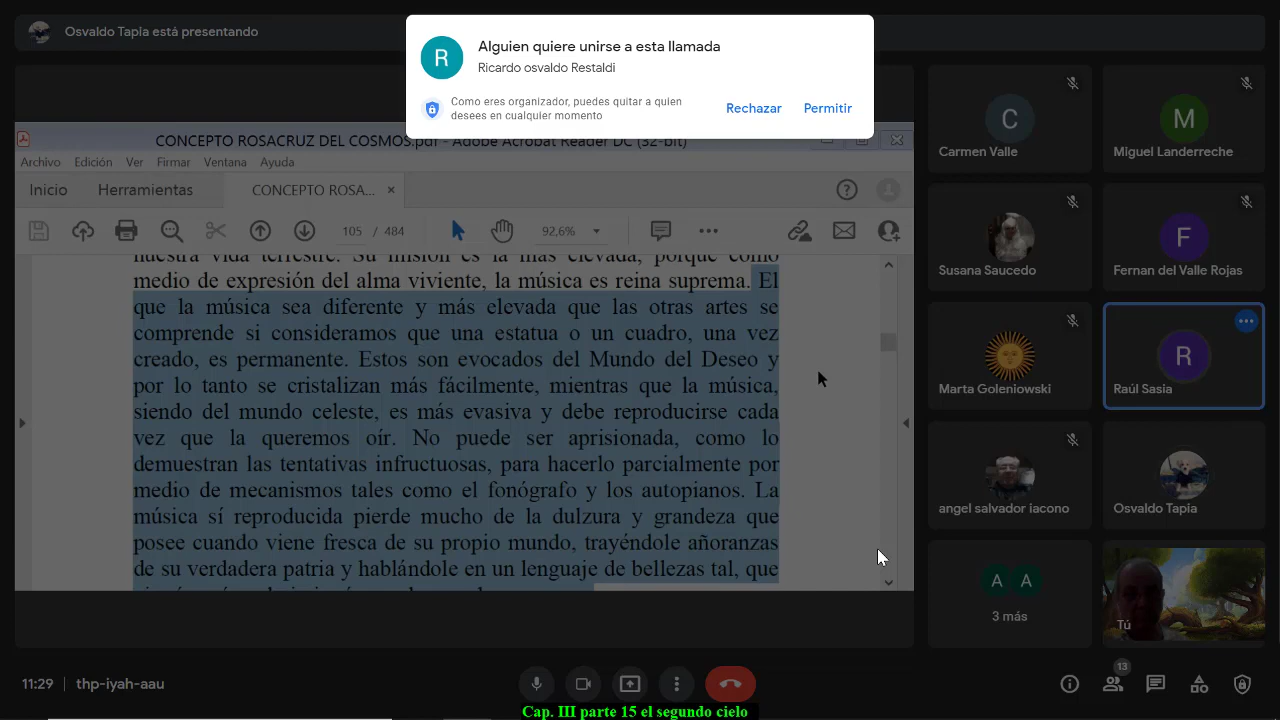 Osvaldo Tapia está presentando
R
Alguien quiere unirse a esta llamada
Ricardo osvaldo Restaldi
Como eres organizador, puedes quitar a quien
desees en cualquier momento
Rechazar
Permitir
CONCEPTO ROSACRUZ DEL COSMOS.pdf - Adobe Acrobat Reader DC (32-bit)
Archivo Edición Ver Firmar Ventana Ayuda
Inicio Herramientas CONCEPTO ROSA... ×
105 / 484 92,6%
nuestra vida terrestre. Su misión es la más elevada, porque como
medio de expresión del alma viviente, la música es reina suprema. El
que la música sea diferente y más elevada que las otras artes se
comprende si consideramos que una estatua o un cuadro, una vez
creado, es permanente. Estos son evocados del Mundo del Deseo y
por lo tanto se cristalizan más fácilmente, mientras que la música,
siendo del mundo celeste, es más evasiva y debe reproducirse cada
vez que la queremos oír. No puede ser aprisionada, como lo
demuestran las tentativas infructuosas, para hacerlo parcialmente por
medio de mecanismos tales como el fonógrafo y los autopianos. La
música sí reproducida pierde mucho de la dulzura y grandeza que
posee cuando viene fresca de su propio mundo, trayéndole añoranzas
de su verdadera patria y hablándole en un lenguaje de bellezas tal, que
C
Carmen Valle
M
Miguel Landerreche
Susana Saucedo
F
Fernan del Valle Rojas
Marta Goleniowski
R
Raúl Sasia
angel salvador iacono
Osvaldo Tapia
A A
3 más
Tú
11:29 | thp-iyah-aau
13
Cap. III parte 15 el segundo cielo